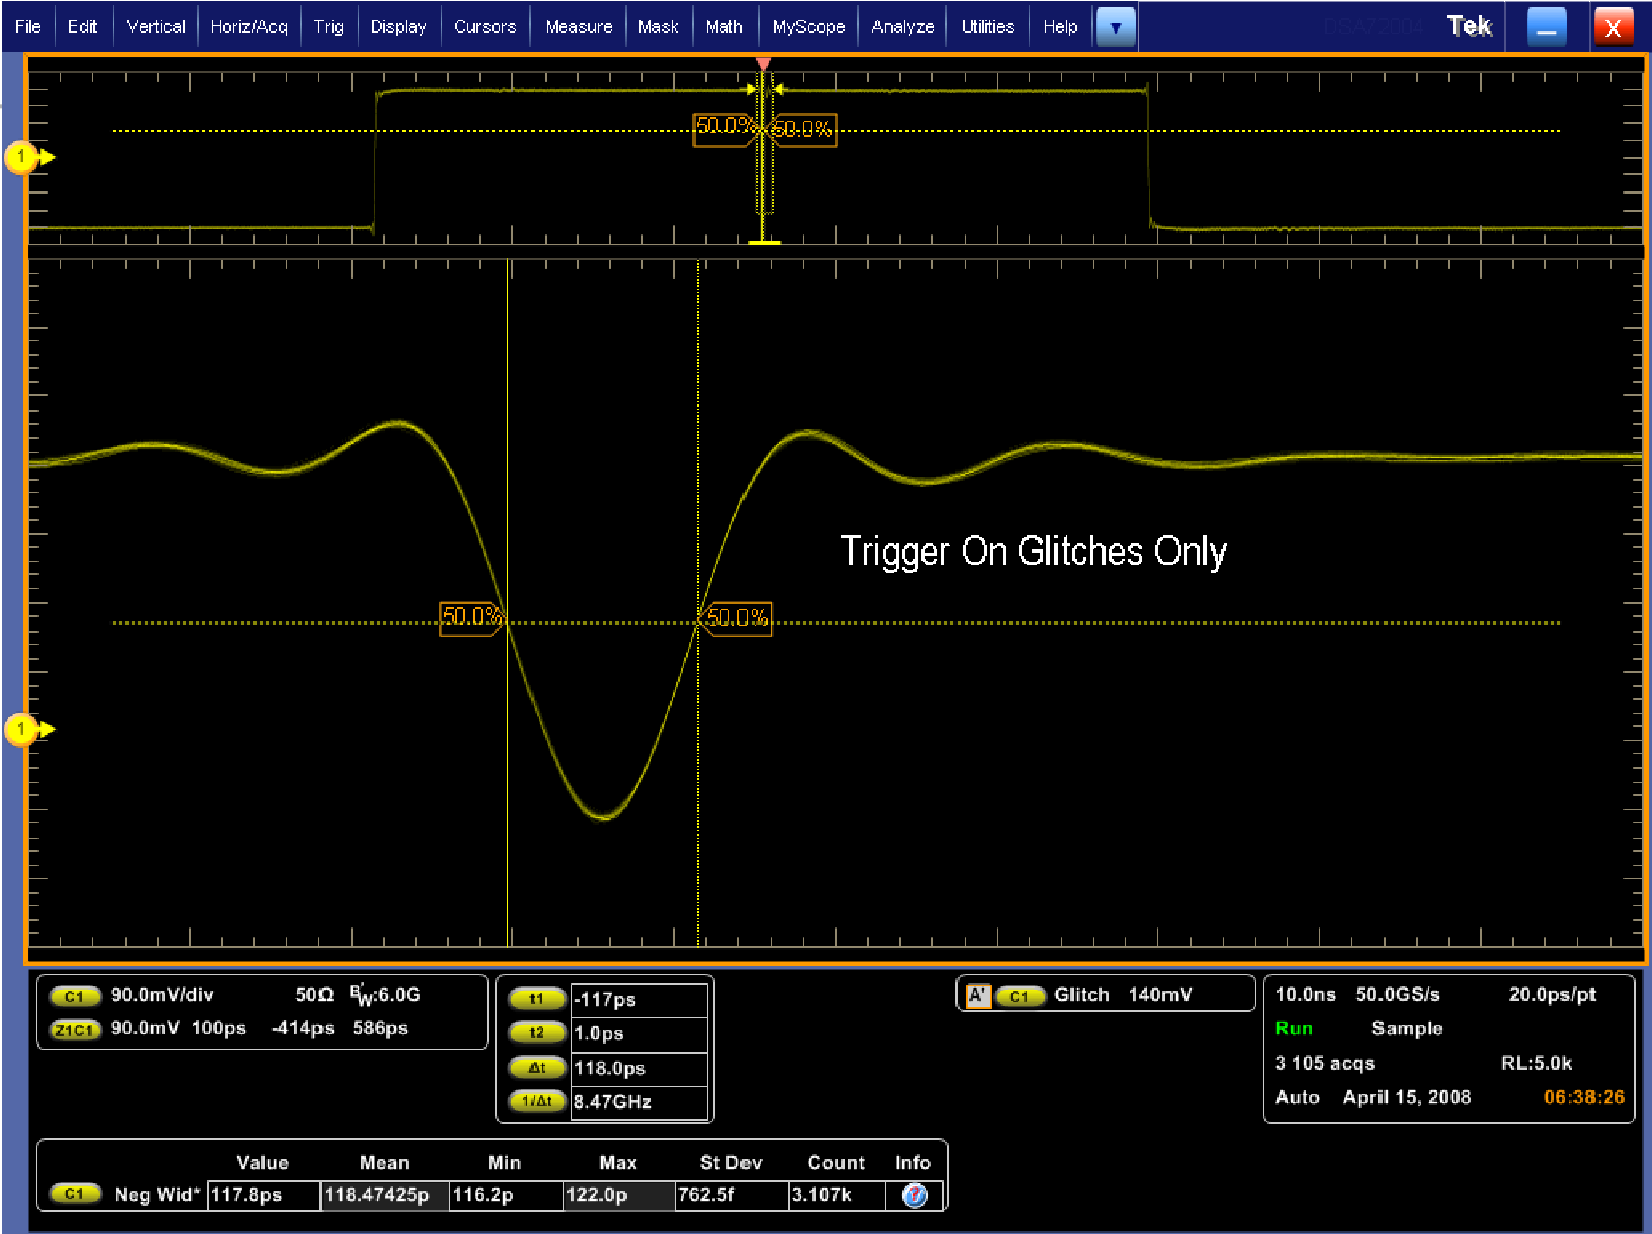 File Edit Vertical Horiz/Acq Trig Display Cursors Measure Mask Math MyScope Analyze Utilities Help Tek X
50.0% 50.0%
1
Trigger On Glitches Only
50.0% 50.0%
1
C1 90.0mV/div 50Ω B'W:6.0G
Z1C1 90.0mV 100ps -414ps 586ps
t1 -117ps
t2 1.0ps
Δt 118.0ps
1/Δt 8.47GHz
A' C1 Glitch 140mV
10.0ns 50.0GS/s 20.0ps/pt
Run Sample
3 105 acqs RL:5.0k
Auto April 15, 2008 06:38:26
Value Mean Min Max St Dev Count Info
C1 Neg Wid* 117.8ps 118.47425p 116.2p 122.0p 762.5f 3.107k ?